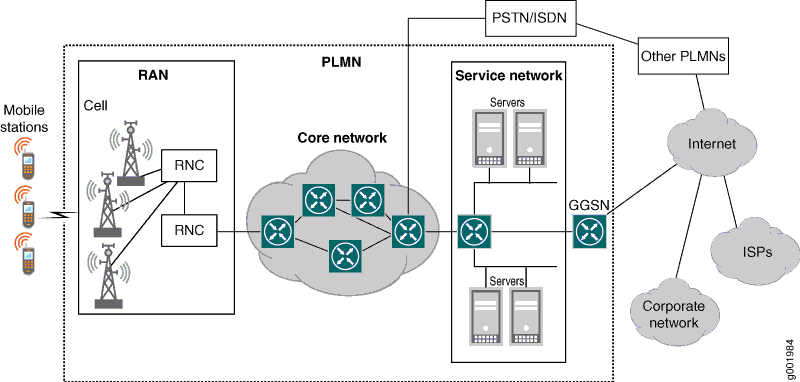 PSTN/ISDN
Other PLMNs
PLMN
RAN
Service network
Cell
Servers
Mobile
stations
Core network
RNC
RNC
Internet
GGSN
ISPs
Servers
Corporate
network
g001984